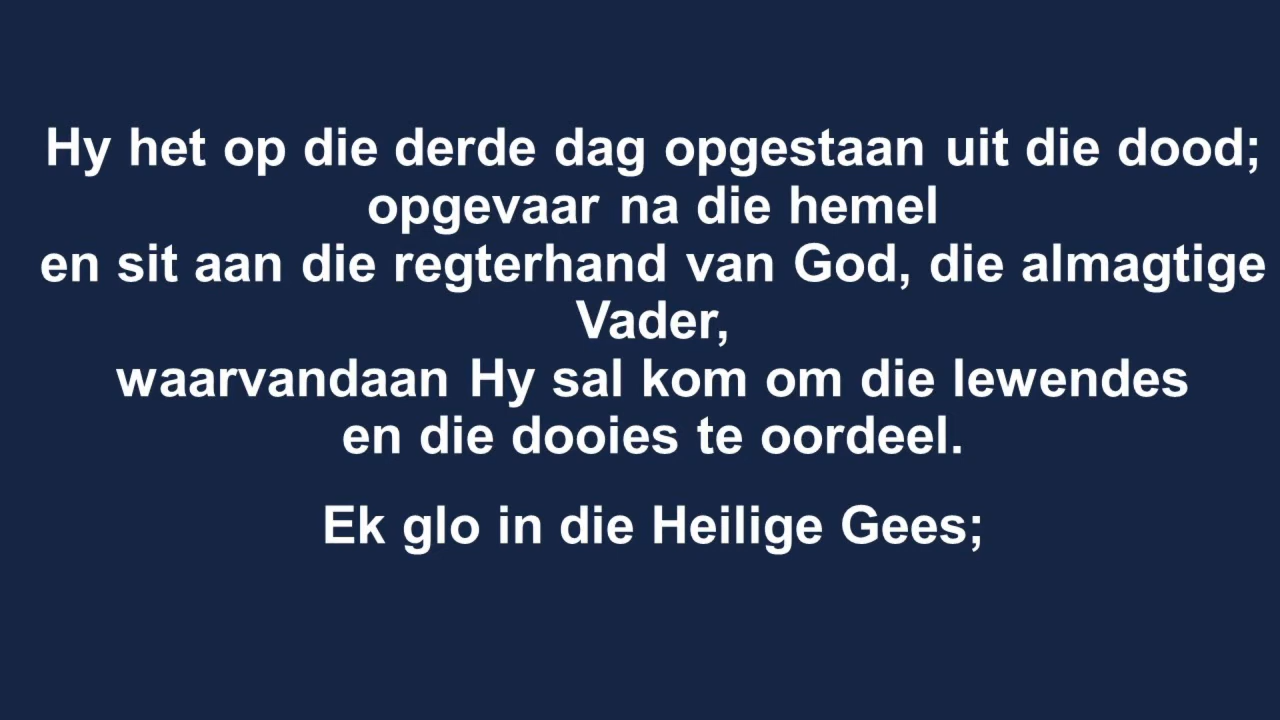 Hy het op die derde dag opgestaan uit die dood;
opgevaar na die hemel
en sit aan die regterhand van God, die almagtige
Vader,
waarvandaan Hy sal kom om die lewendes
en die dooies te oordeel.
Ek glo in die Heilige Gees;